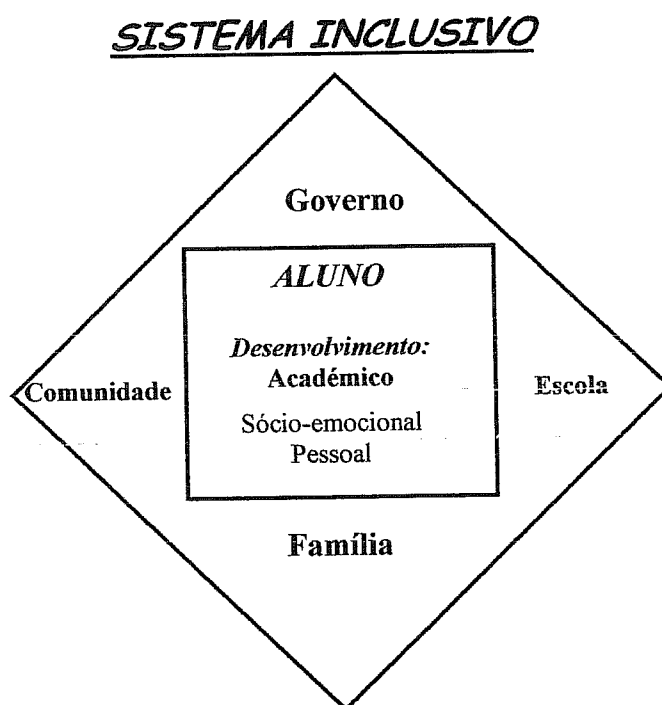 SISTEMA INCLUSIVO
Governo
ALUNO
Desenvolvimento:
Académico
Comunidade
Escola
Sócio-emocional
Pessoal
Família